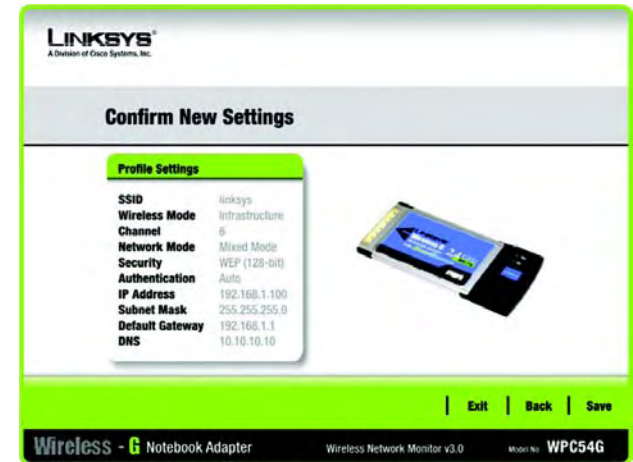 LINKSYS®
A Division of Cisco Systems, Inc.
Confirm New Settings
Profile Settings
SSID linksys
Wireless Mode Infrastructure
Channel 6
Network Mode Mixed Mode
Security WEP (128-bit)
Authentication Auto
IP Address 192.168.1.100
Subnet Mask 255.255.255.0
Default Gateway 192.168.1.1
DNS 10.10.10.10
LINKSYS
Exit | Back | Save
Wireless - G Notebook Adapter Wireless Network Monitor v3.0 Model No WPC54G